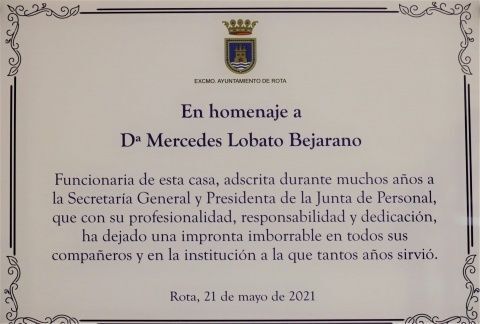 EXCMO. AYUNTAMIENTO DE ROTA
En homenaje a
Dª Mercedes Lobato Bejarano
Funcionaria de esta casa, adscrita durante muchos años a
la Secretaría General y Presidenta de la Junta de Personal,
que con su profesionalidad, responsabilidad y dedicación,
ha dejado una impronta imborrable en todos sus
compañeros y en la institución a la que tantos años sirvió.
Rota, 21 de mayo de 2021